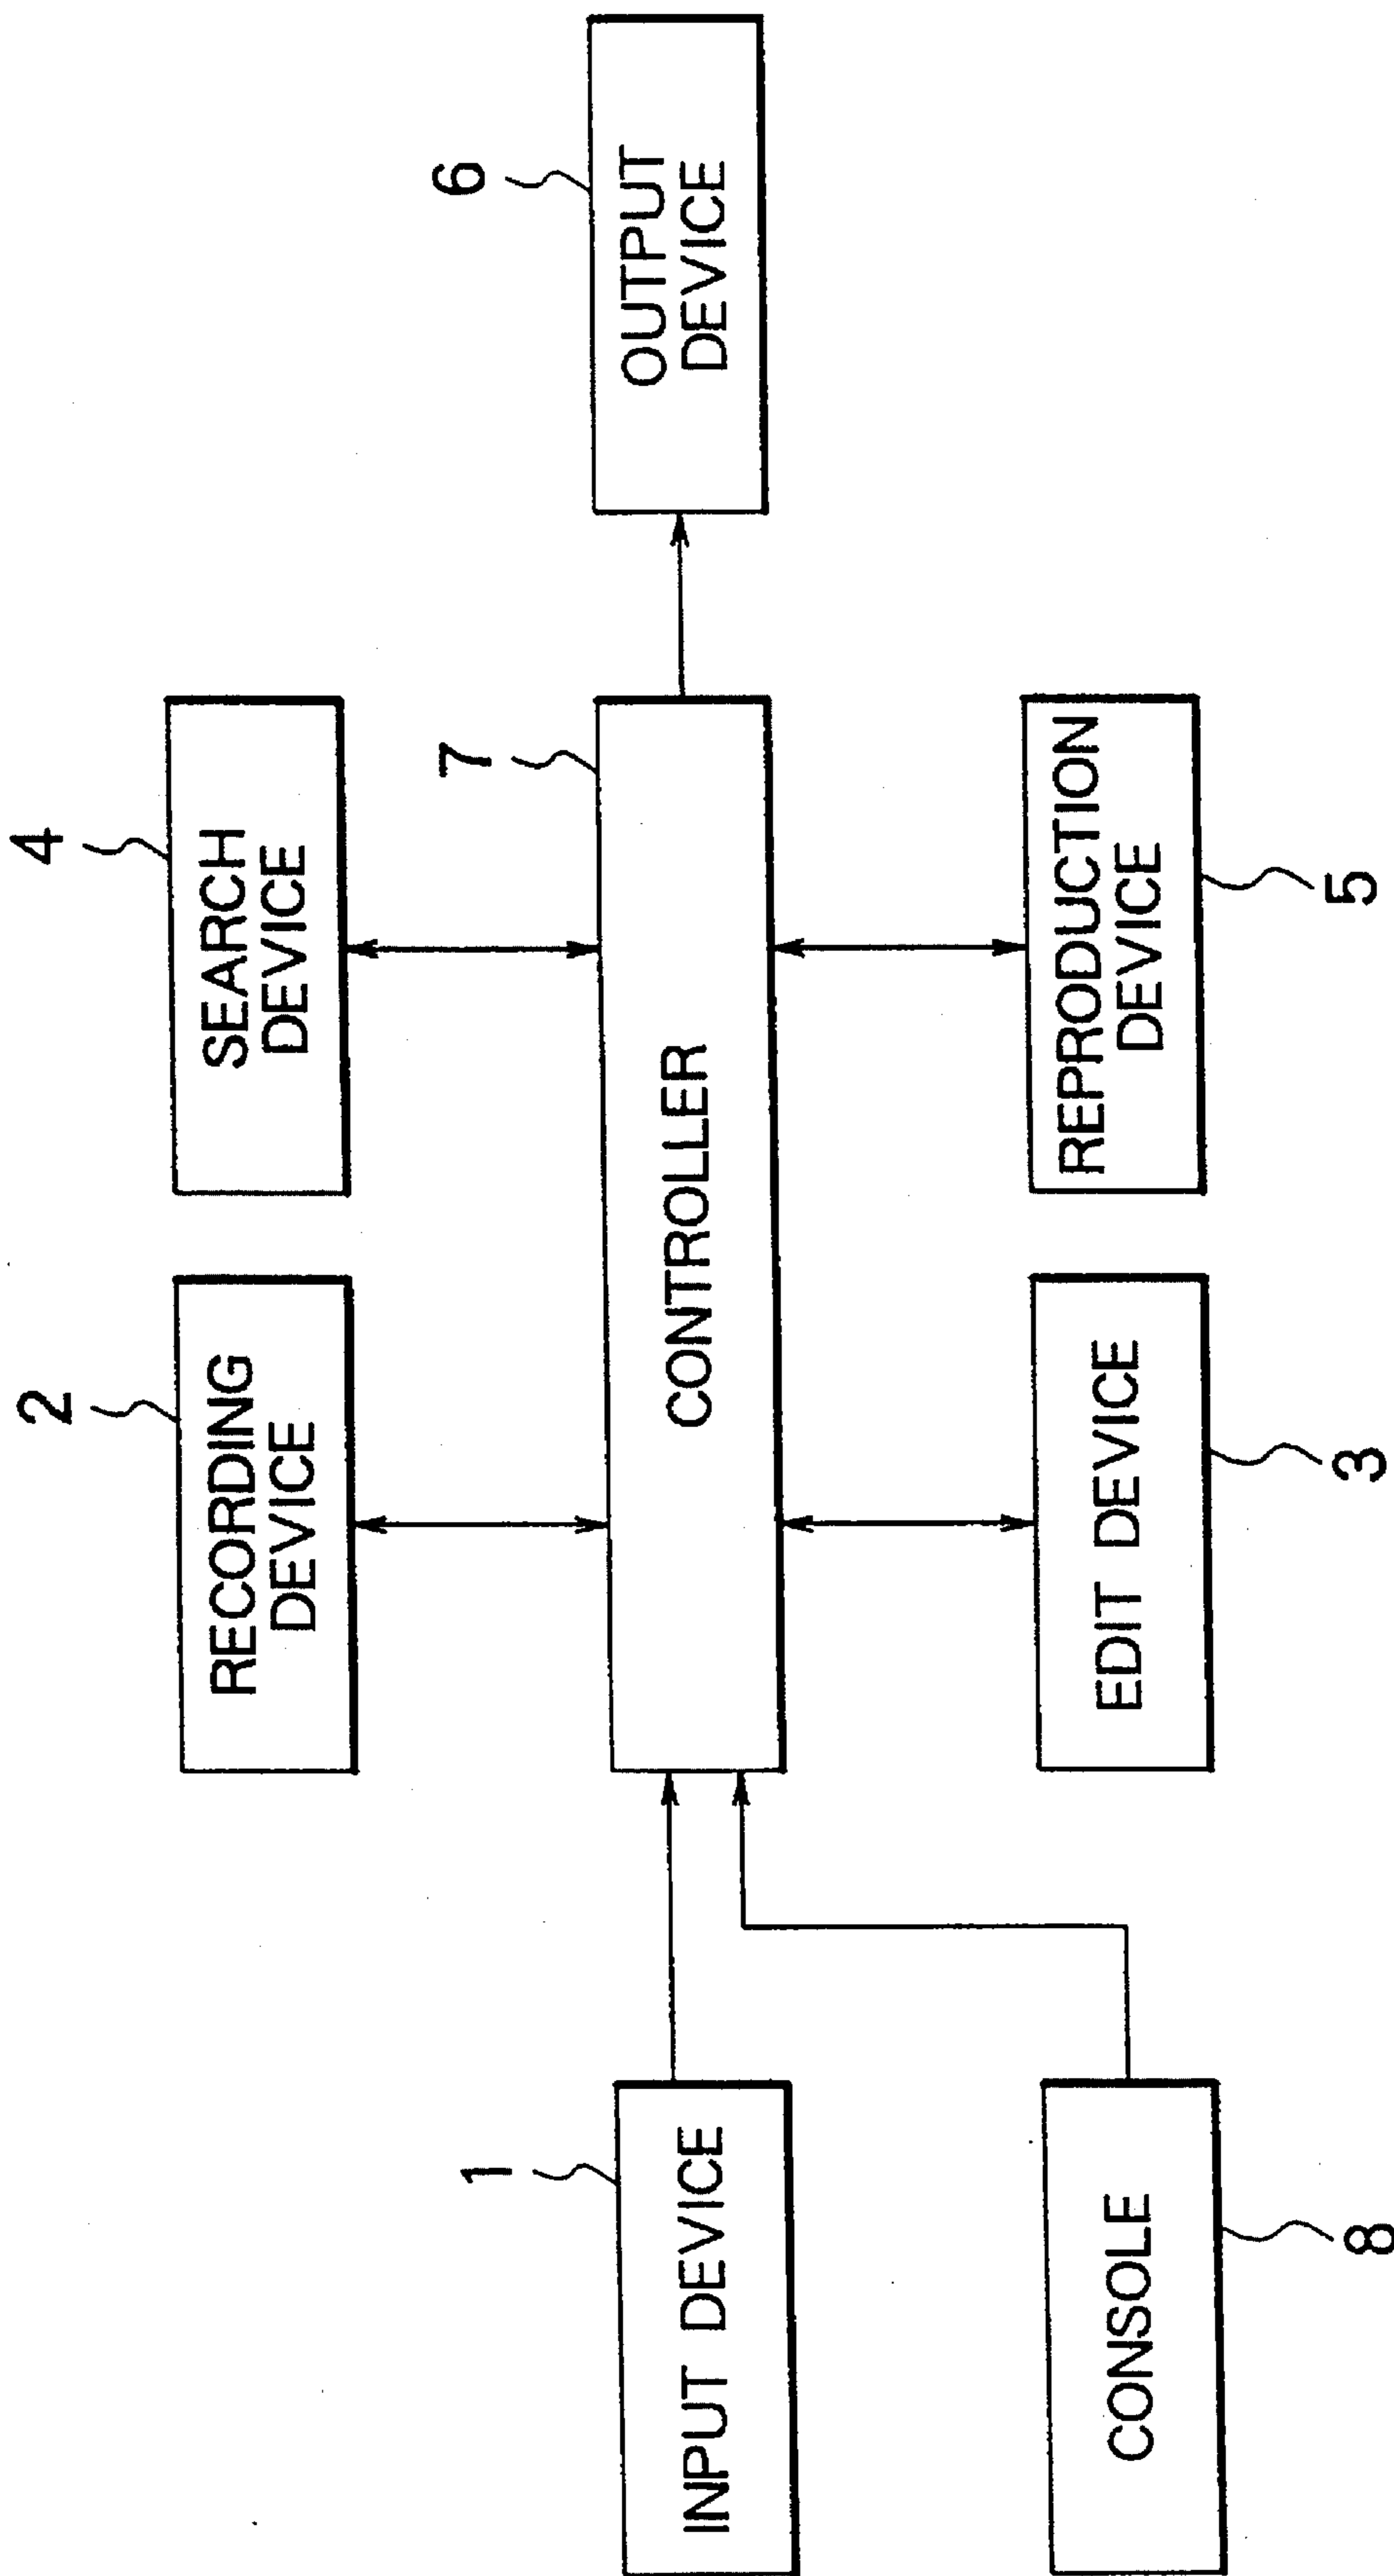 4
SEARCH
DEVICE
2
RECORDING
DEVICE
6
OUTPUT
DEVICE
7
CONTROLLER
1
INPUT DEVICE
REPRODUCTION
DEVICE
5
EDIT DEVICE
3
CONSOLE
8